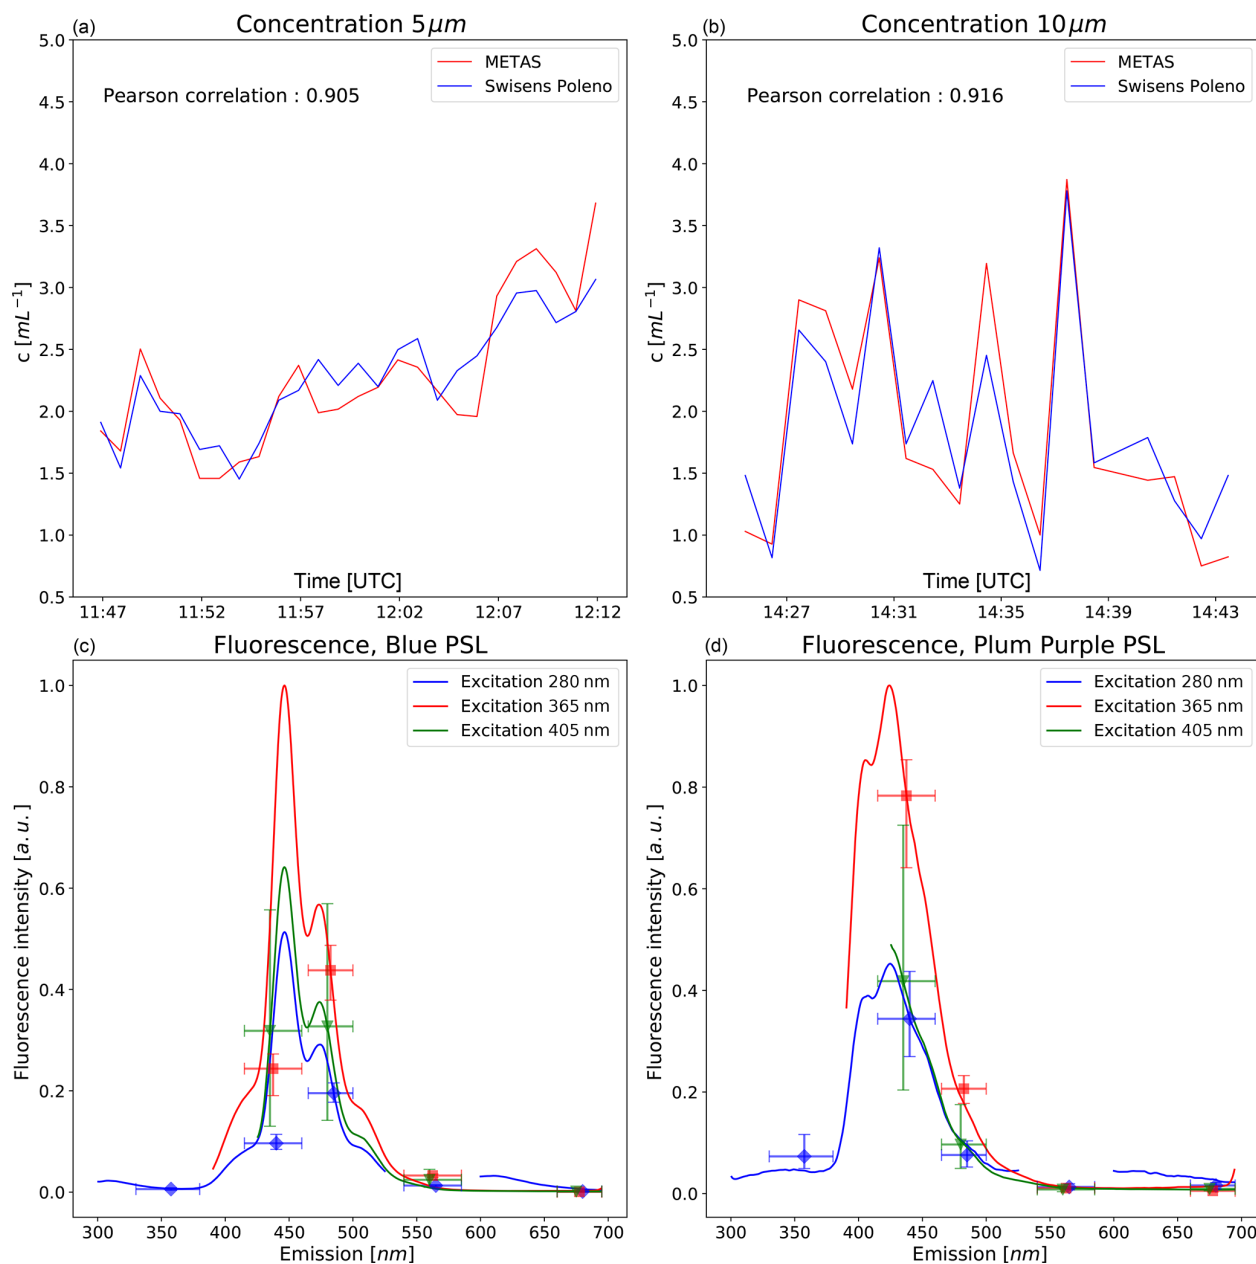 (a)
Concentration 5μm
5.0
4.5
4.0
3.5
3.0
2.5
2.0
1.5
1.0
0.5
c [mL⁻¹]
METAS
Swisens Poleno
Pearson correlation : 0.905
Time [UTC]
11:47 11:52 11:57 12:02 12:07 12:12
(b)
Concentration 10μm
5.0
4.5
4.0
3.5
3.0
2.5
2.0
1.5
1.0
0.5
c [mL⁻¹]
METAS
Swisens Poleno
Pearson correlation : 0.916
Time [UTC]
14:27 14:31 14:35 14:39 14:43
(c)
Fluorescence, Blue PSL
1.0
0.8
0.6
0.4
0.2
0.0
Fluorescence intensity [a.u.]
Excitation 280 nm
Excitation 365 nm
Excitation 405 nm
300 350 400 450 500 550 600 650 700
Emission [nm]
(d)
Fluorescence, Plum Purple PSL
1.0
0.8
0.6
0.4
0.2
0.0
Fluorescence intensity [a.u.]
Excitation 280 nm
Excitation 365 nm
Excitation 405 nm
300 350 400 450 500 550 600 650 700
Emission [nm]